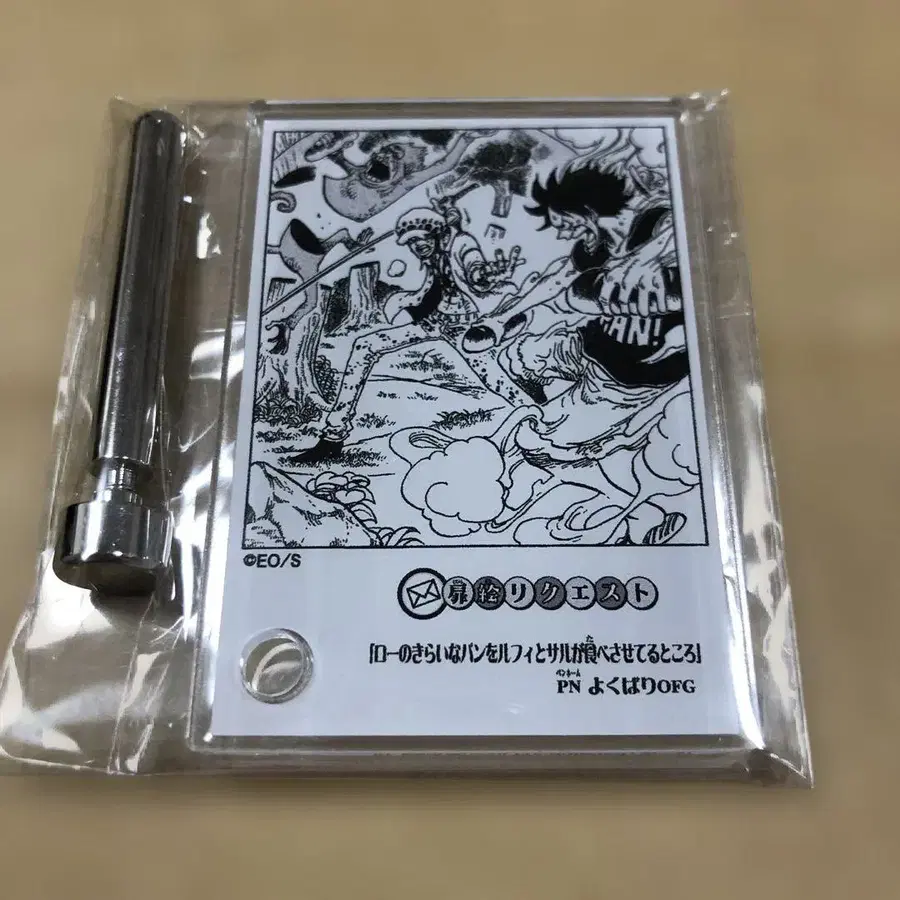 PAN!
©EO/S
扉絵リクエスト
「ローのきらいなパンをルフィとサルが食べさせてるところ」
PN よくばりOFG